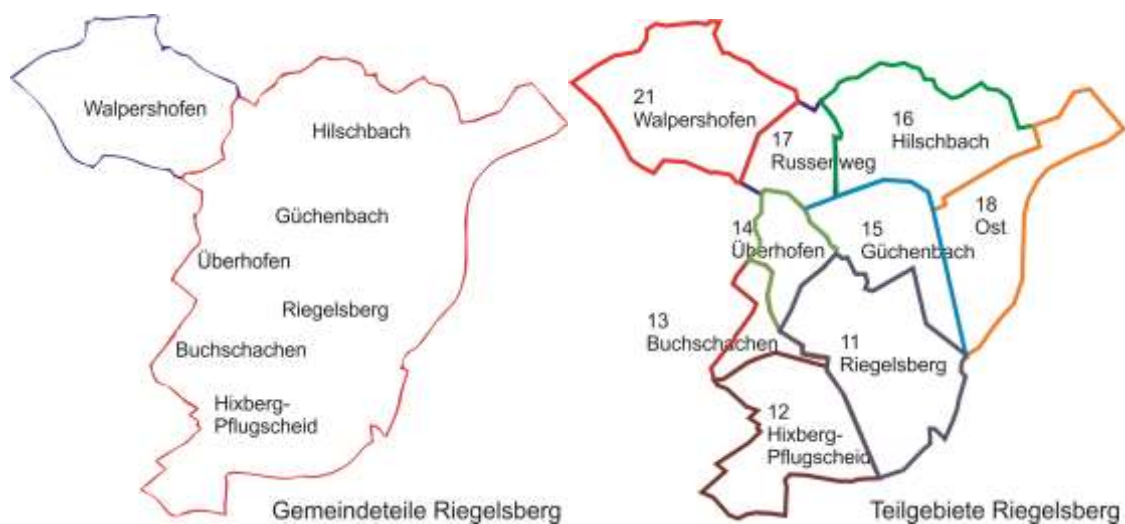 Walpershofen
Hilschbach
Güchenbach
Überhofen
Riegelsberg
Buchschachen
Hixberg-
Pflugscheid
Gemeindeteile Riegelsberg
21
Walpershofen
16
Hilschbach
17
Russenweg
18
Ost
14
Überhofen
15
Güchenbach
13
Buchschachen
11
Riegelsberg
12
Hixberg-
Pflugscheid
Teilgebiete Riegelsberg